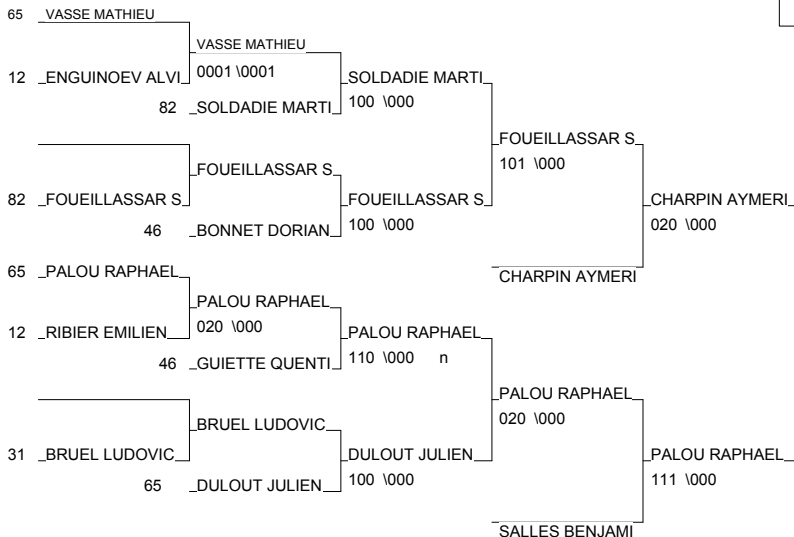 65 VASSE MATHIEU
VASSE MATHIEU
12 ENGUINOEV ALVI 0001 \0001 SOLDADIE MARTI
82 SOLDADIE MARTI 100 \000
FOUEILLASSAR S
101 \000
FOUEILLASSAR S
82 FOUEILLASSAR S FOUEILLASSAR S CHARPIN AYMERI
46 BONNET DORIAN 100 \000 020 \000
65 PALOU RAPHAEL CHARPIN AYMERI
PALOU RAPHAEL
12 RIBIER EMILIEN 020 \000 PALOU RAPHAEL
46 GUIETTE QUENTI 110 \000 n
PALOU RAPHAEL
020 \000
BRUEL LUDOVIC
31 BRUEL LUDOVIC DULOUT JULIEN PALOU RAPHAEL
65 DULOUT JULIEN 100 \000 111 \000
SALLES BENJAMI